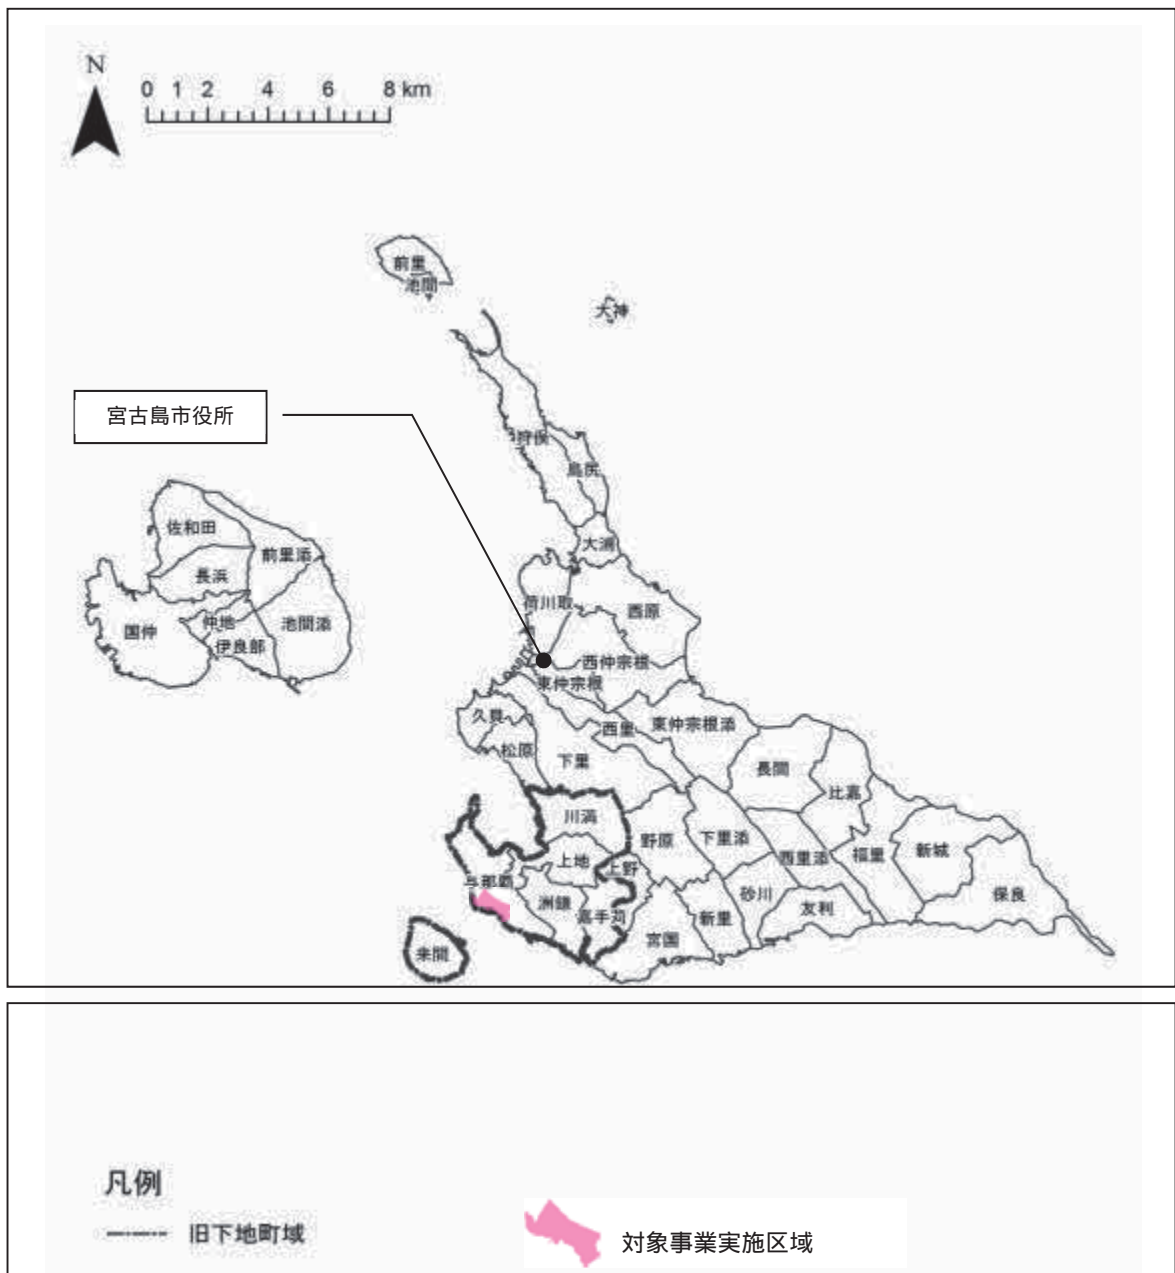 N
0 1 2 4 6 8 km
前里
池間
大神
宮古島市役所
狩俣
島尻
佐和田
大浦
前里添
長浜
荷川取
西原
国仲
仲地
池間添
伊良部
西仲宗根
東仲宗根
久貝
西里
東仲宗根添
松原
下里
長間
比嘉
川満
野原
下里添
上地
西里添
福里
新城
上野
与那覇
洲鎌
砂川
保良
高手苅
新里
友利
宮国
来間
凡例
旧下地町域
対象事業実施区域